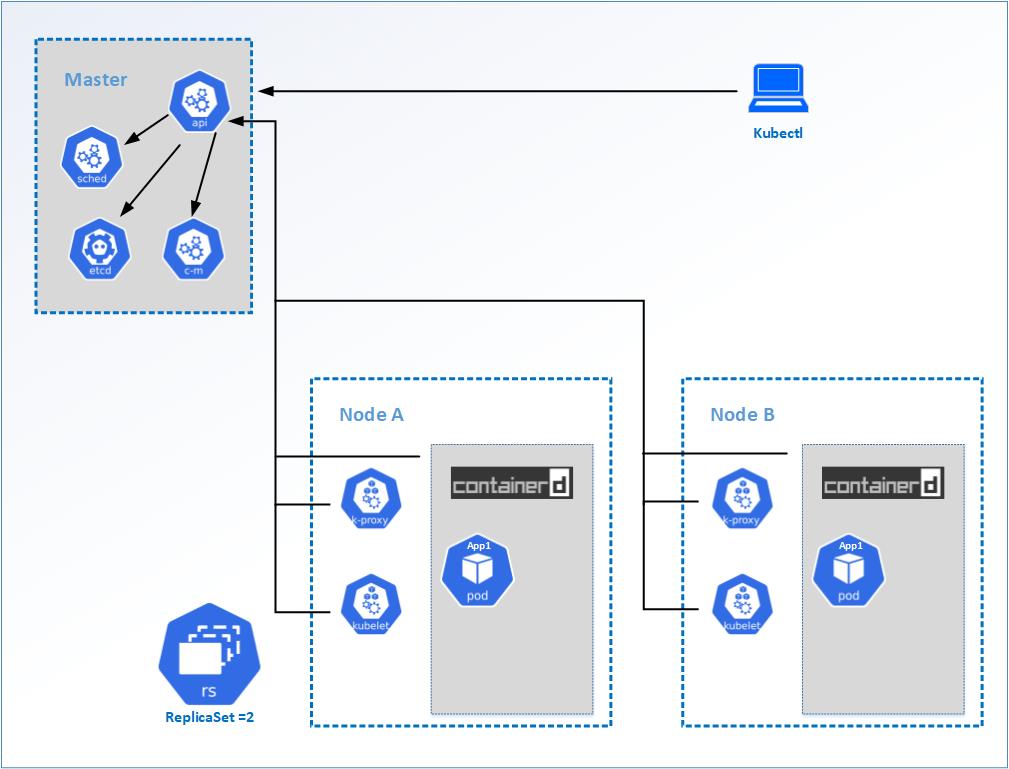 Master
api
sched
etcd
c-m
Kubectl
Node A
containerd
k-proxy
App1
pod
kubelet
Node B
containerd
k-proxy
App1
pod
kubelet
rs
ReplicaSet =2